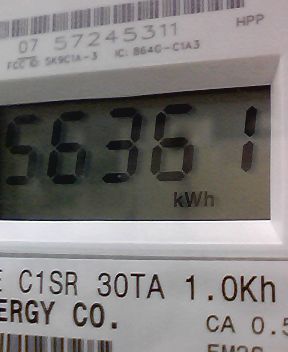 HPP
07 57245311
FCC ID: SK9C1A-3 IC: 864G-C1A3
56361
kWh
E C1SR 30TA 1.0Kh
ERGY CO.
CA 0.5